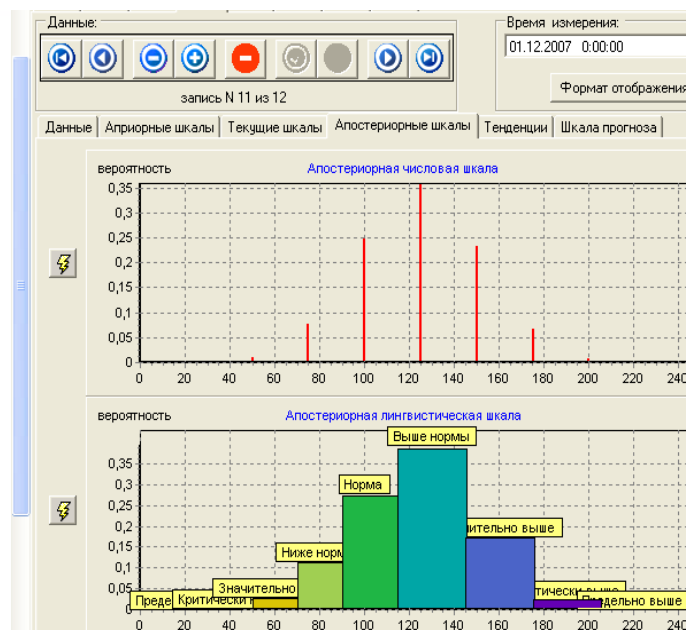 Данные:
Время измерения:
01.12.2007 0:00:00
запись N 11 из 12
Формат отображения
Данные Априорные шкалы Текущие шкалы Апостериорные шкалы Тенденции Шкала прогноза
вероятность Апостериорная числовая шкала
0,35
0,3
0,25
0,2
0,15
0,1
0,05
0
0 20 40 60 80 100 120 140 160 180 200 220 240
вероятность Апостериорная лингвистическая шкала
Выше нормы
0,35
Норма
0,3
0,25
0,2
ительно выше
0,15
Ниже норм
0,1
Значительно
тически выше
0,05
Преде Критически н дельно выше
0
0 20 40 60 80 100 120 140 160 180 200 220 240